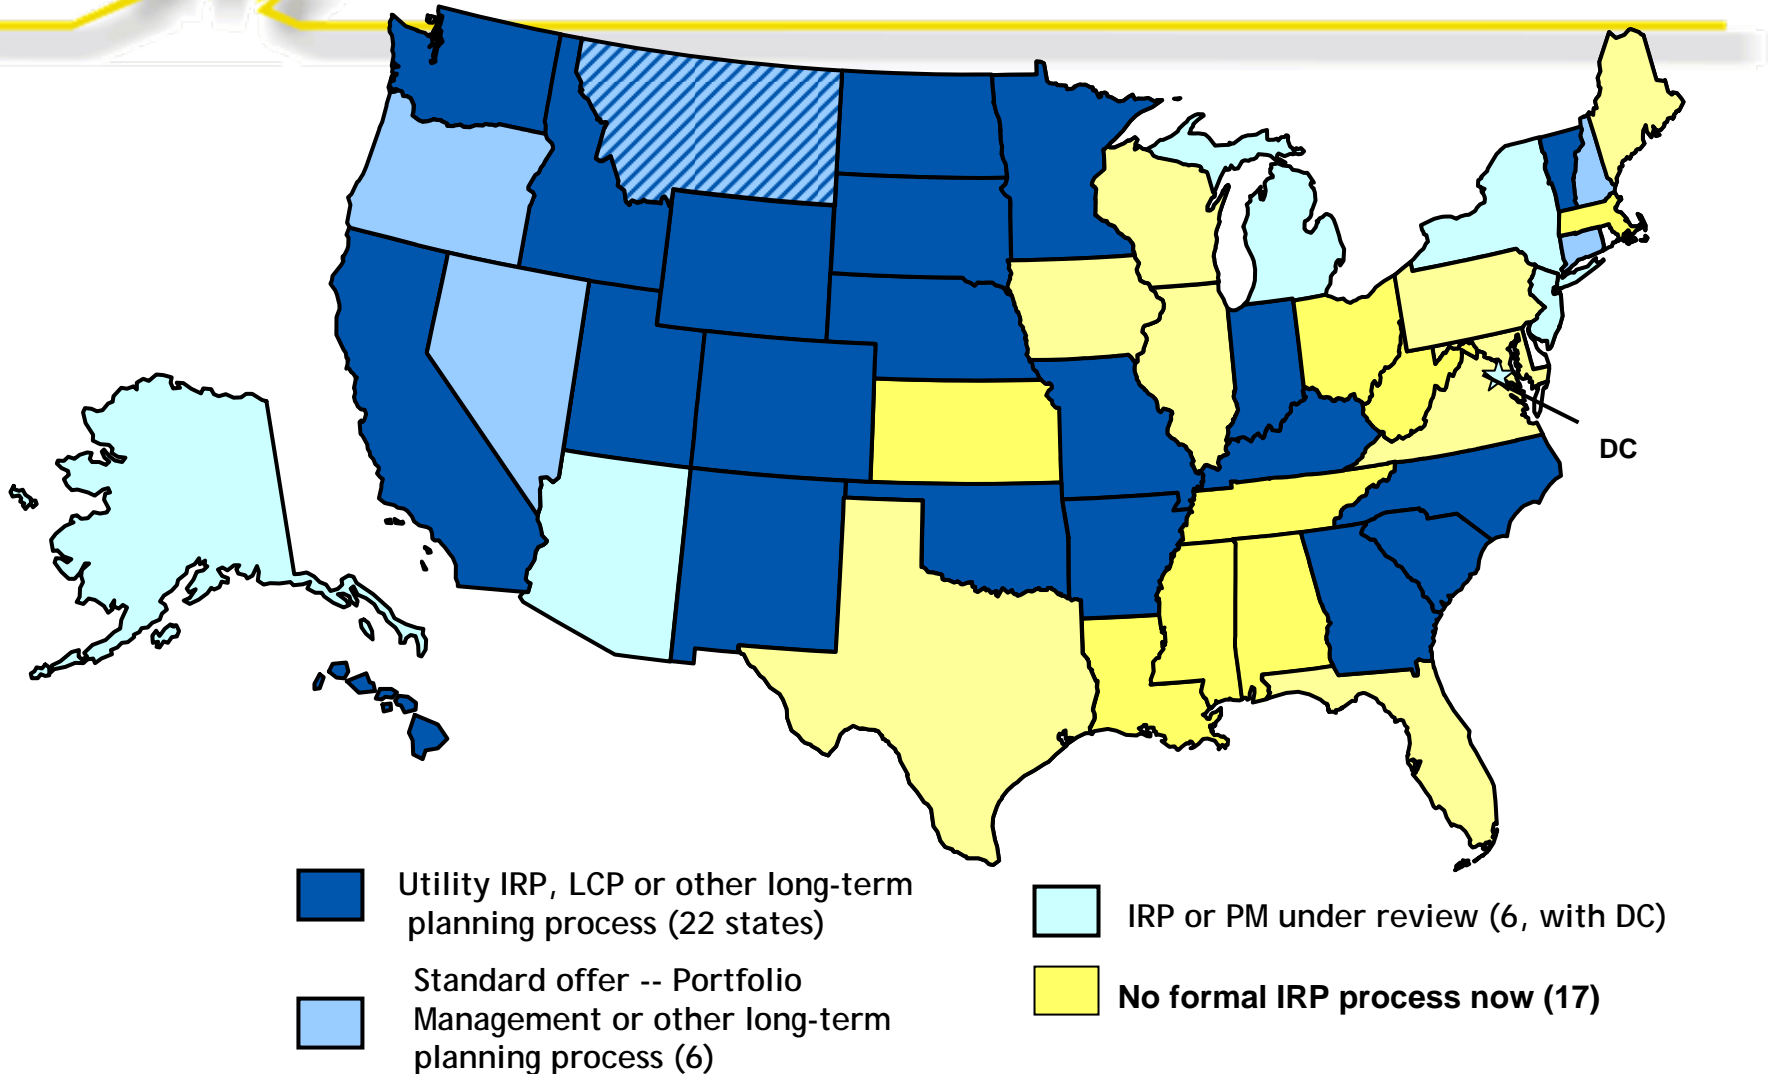 DC
Utility IRP, LCP or other long-term
planning process (22 states)
Standard offer -- Portfolio
Management or other long-term
planning process (6)
IRP or PM under review (6, with DC)
No formal IRP process now (17)